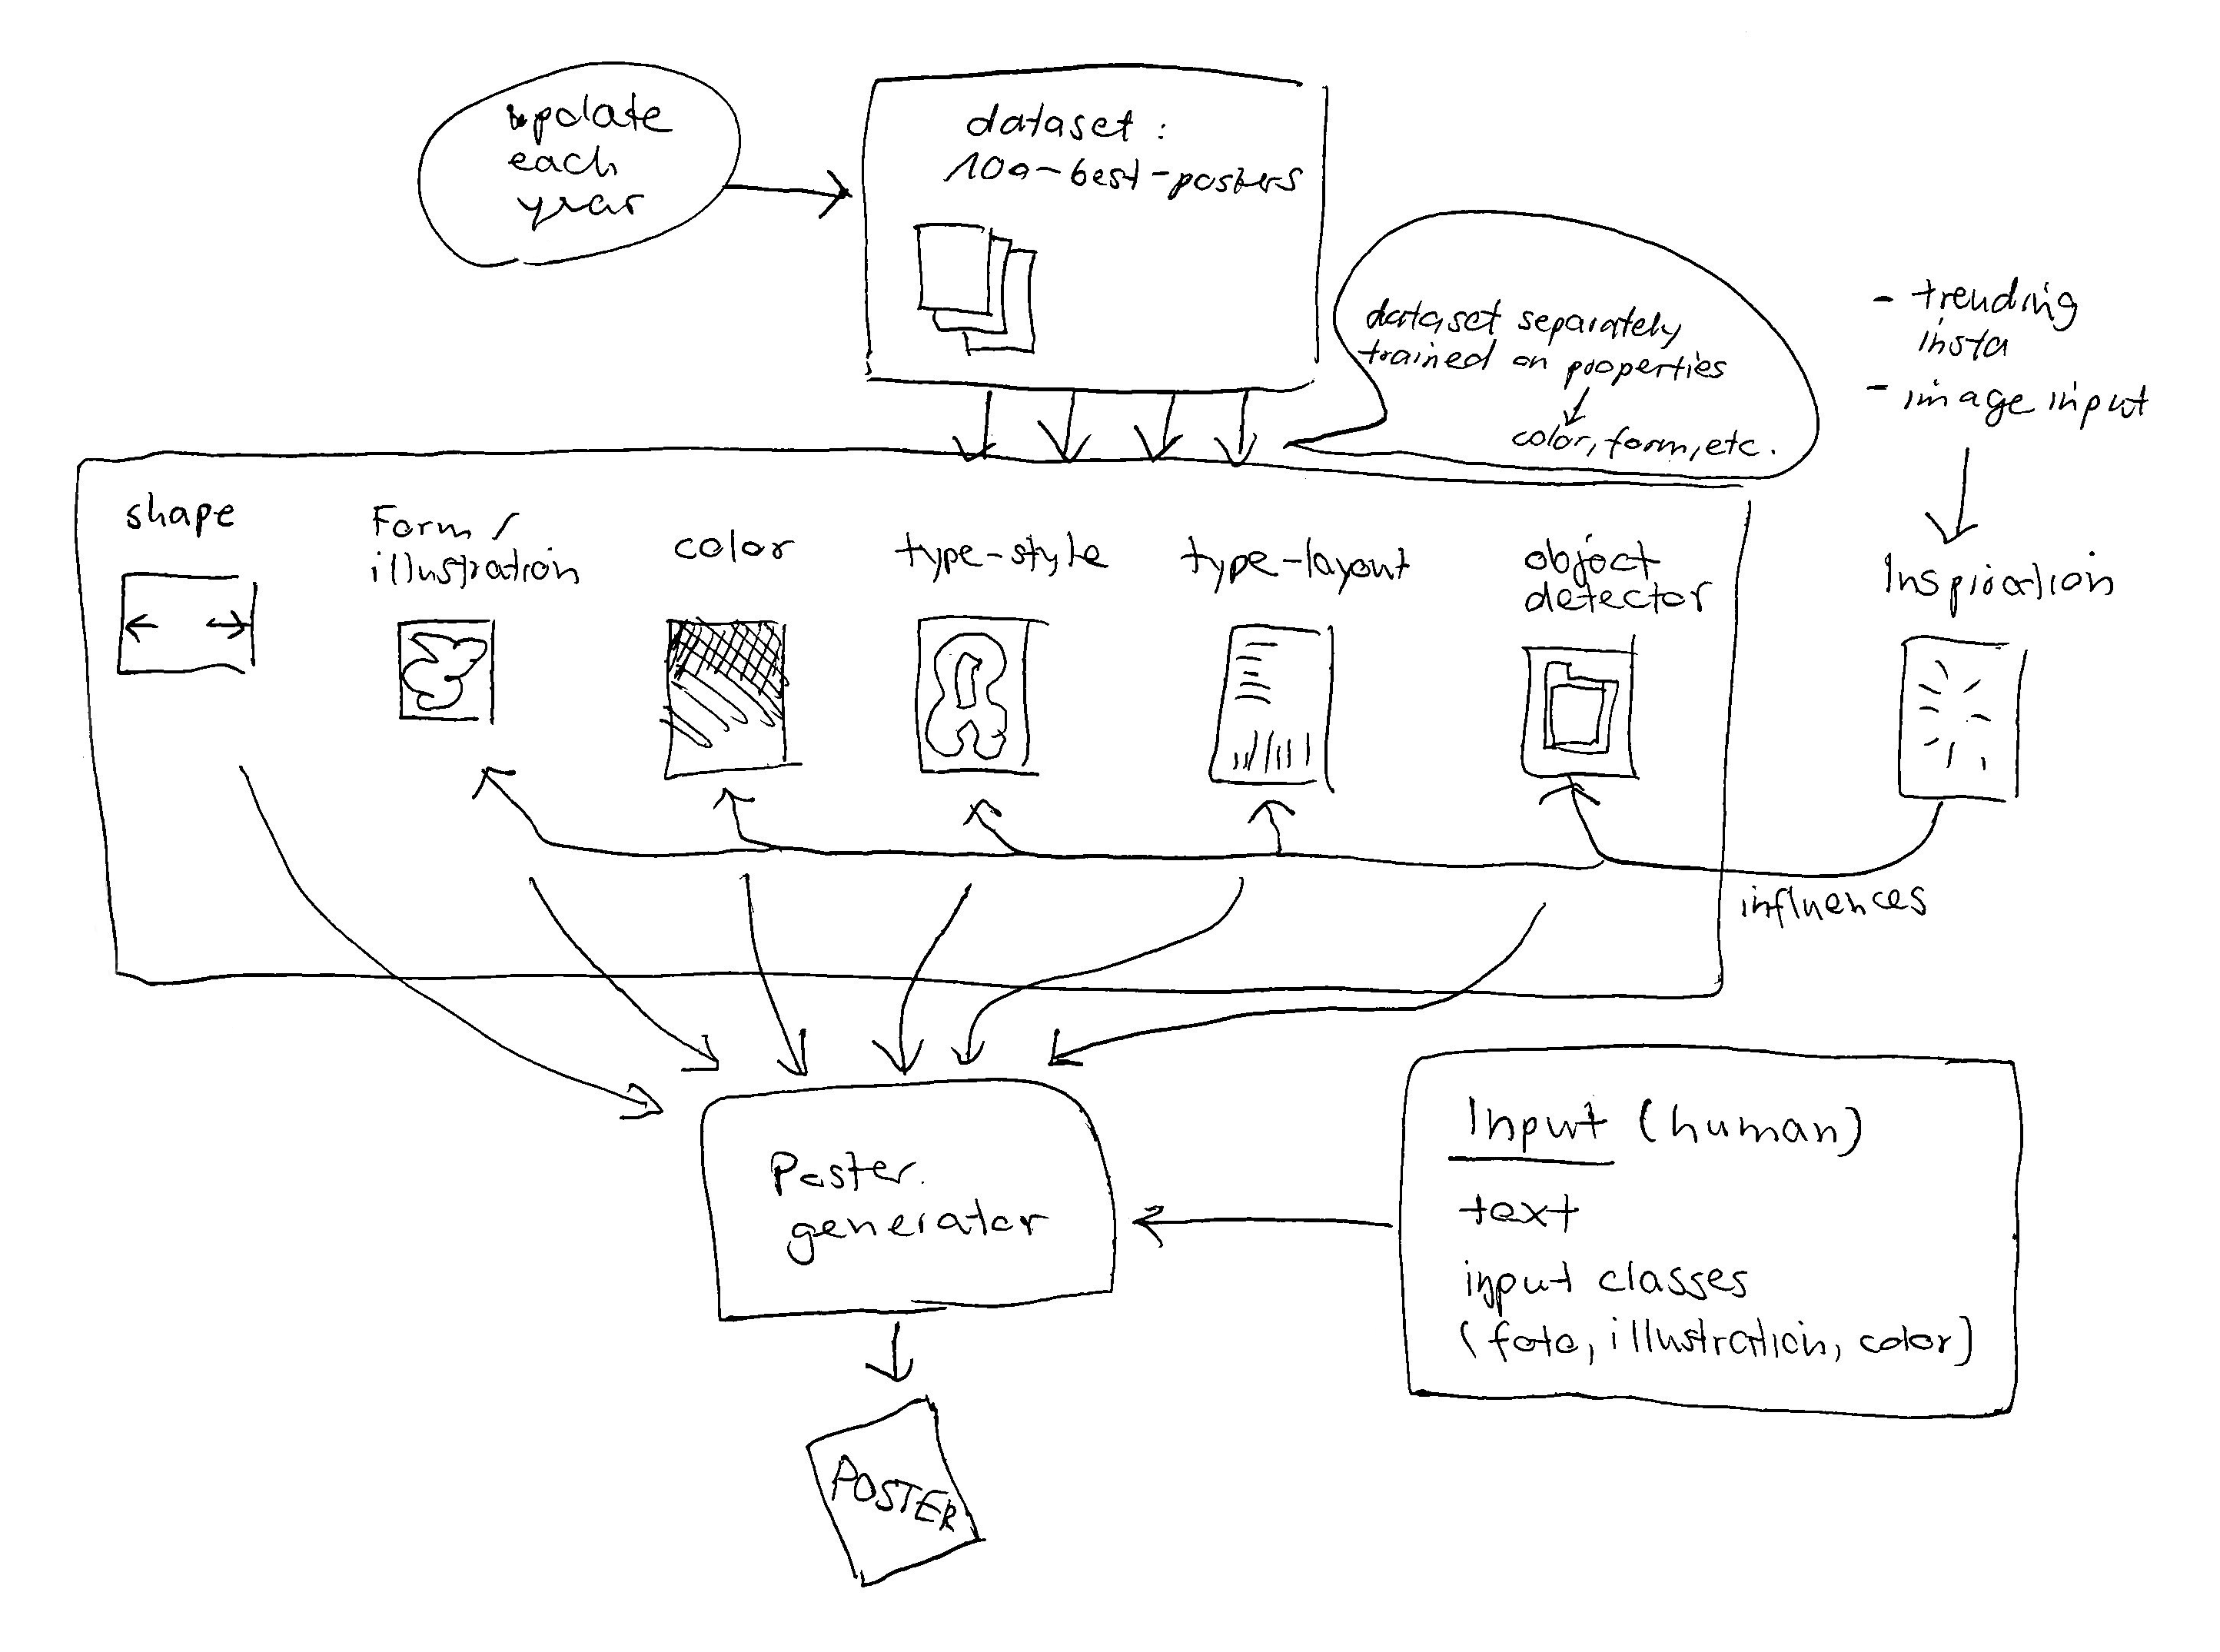 update
each
year
dataset:
100-best-posters
dataset separately
trained on properties
color, form, etc.
- trending
insta
- image input
shape
Form/
illustration
color
type-style
type-layout
object
detector
Inspiration
influences
Poster
generator
Input (human)
text
input classes
(foto, illustration, color)
POSTER